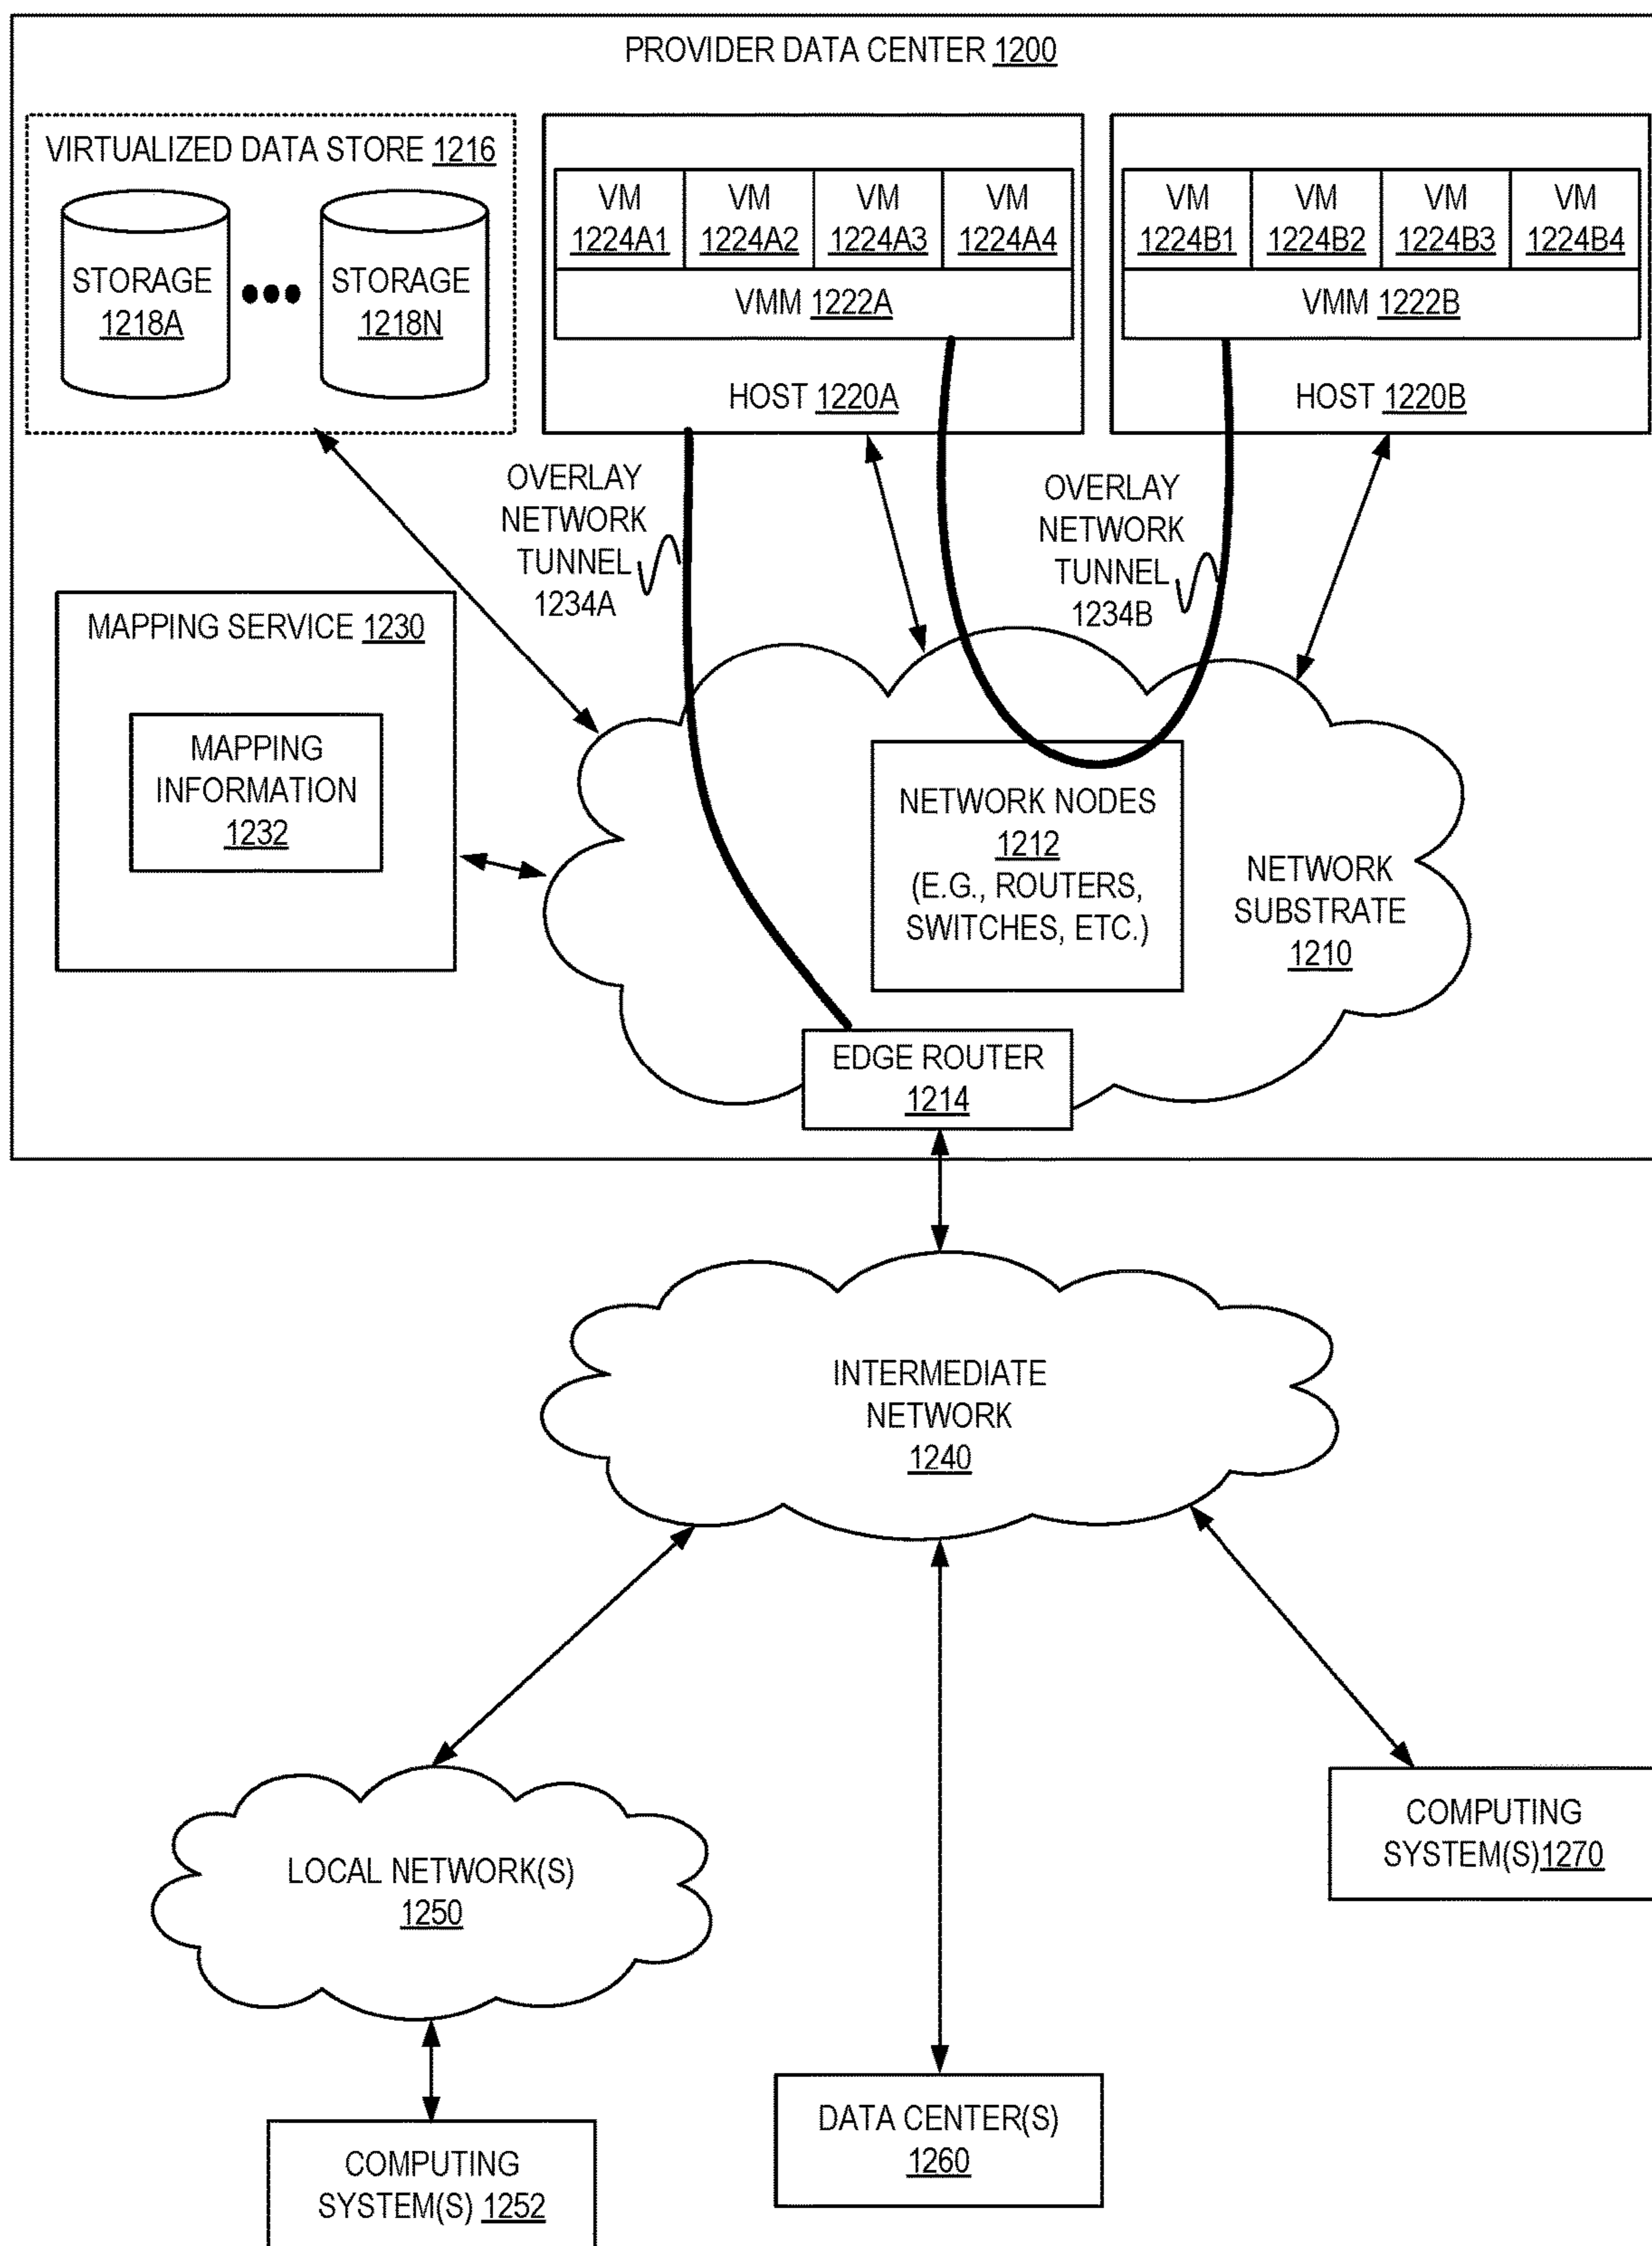 PROVIDER DATA CENTER 1200
VIRTUALIZED DATA STORE 1216
STORAGE
1218A
STORAGE
1218N
VM
1224A1
VM
1224A2
VM
1224A3
VM
1224A4
VMM 1222A
HOST 1220A
VM
1224B1
VM
1224B2
VM
1224B3
VM
1224B4
VMM 1222B
HOST 1220B
OVERLAY
NETWORK
TUNNEL
1234A
OVERLAY
NETWORK
TUNNEL
1234B
MAPPING SERVICE 1230
MAPPING
INFORMATION
1232
NETWORK NODES
1212
(E.G., ROUTERS,
SWITCHES, ETC.)
NETWORK
SUBSTRATE
1210
EDGE ROUTER
1214
INTERMEDIATE
NETWORK
1240
COMPUTING
SYSTEM(S)1270
LOCAL NETWORK(S)
1250
DATA CENTER(S)
1260
COMPUTING
SYSTEM(S) 1252